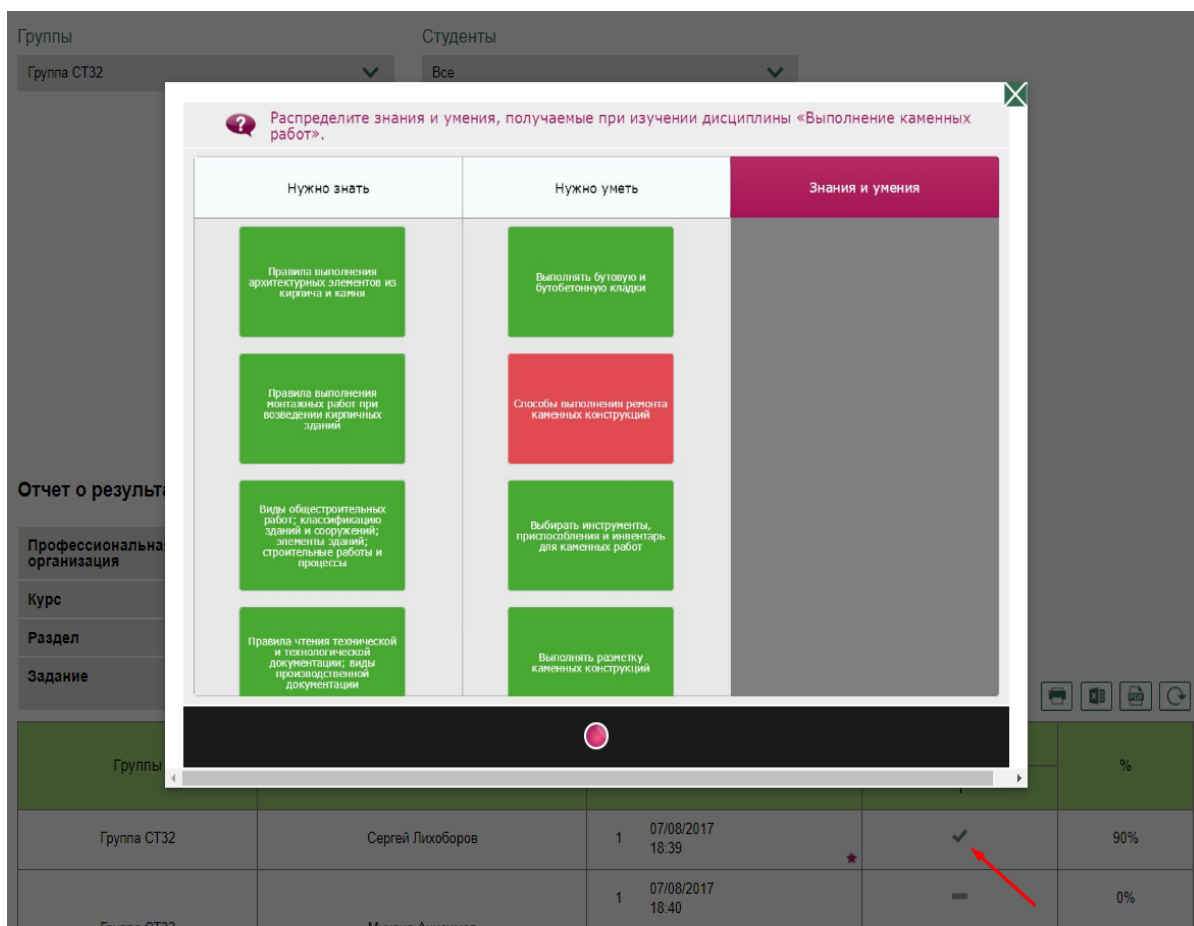 Группы
Студенты
Группа СТ32
Все
Распределите знания и умения, получаемые при изучении дисциплины «Выполнение каменных
работ».
Нужно знать
Нужно уметь
Знания и умения
Правила выполнения
архитектурных элементов из
кирпича и камня
Выполнять бутовую и
бутобетонную кладки
Правила выполнения
монтажных работ при
возведении кирпичных
зданий
Способы выполнения ремонта
каменных конструкций
Виды общестроительных
работ; классификацию
зданий и сооружений;
элементы зданий;
строительные работы и
процессы
Выбирать инструменты,
приспособления и инвентарь
для каменных работ
Правила чтения технической
и технологической
документации; виды
производственной
документации
Выполнять разметку
каменных конструкций
Отчет о результ
Профессиональна
организация
Курс
Раздел
Задание
Группы
%
Группа СТ32
Сергей Лихоборов
1
07/08/2017
18:39
90%
1
07/08/2017
18:40
0%